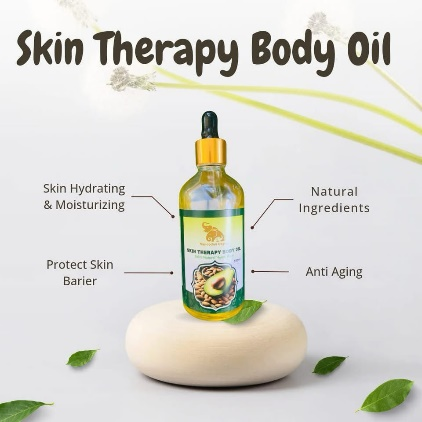 Skin Therapy Body Oil
Skin Hydrating
& Moisturizing
Natural
Ingredients
SKIN THERAPY BODY OIL
Protect Skin
Barier
Anti Aging